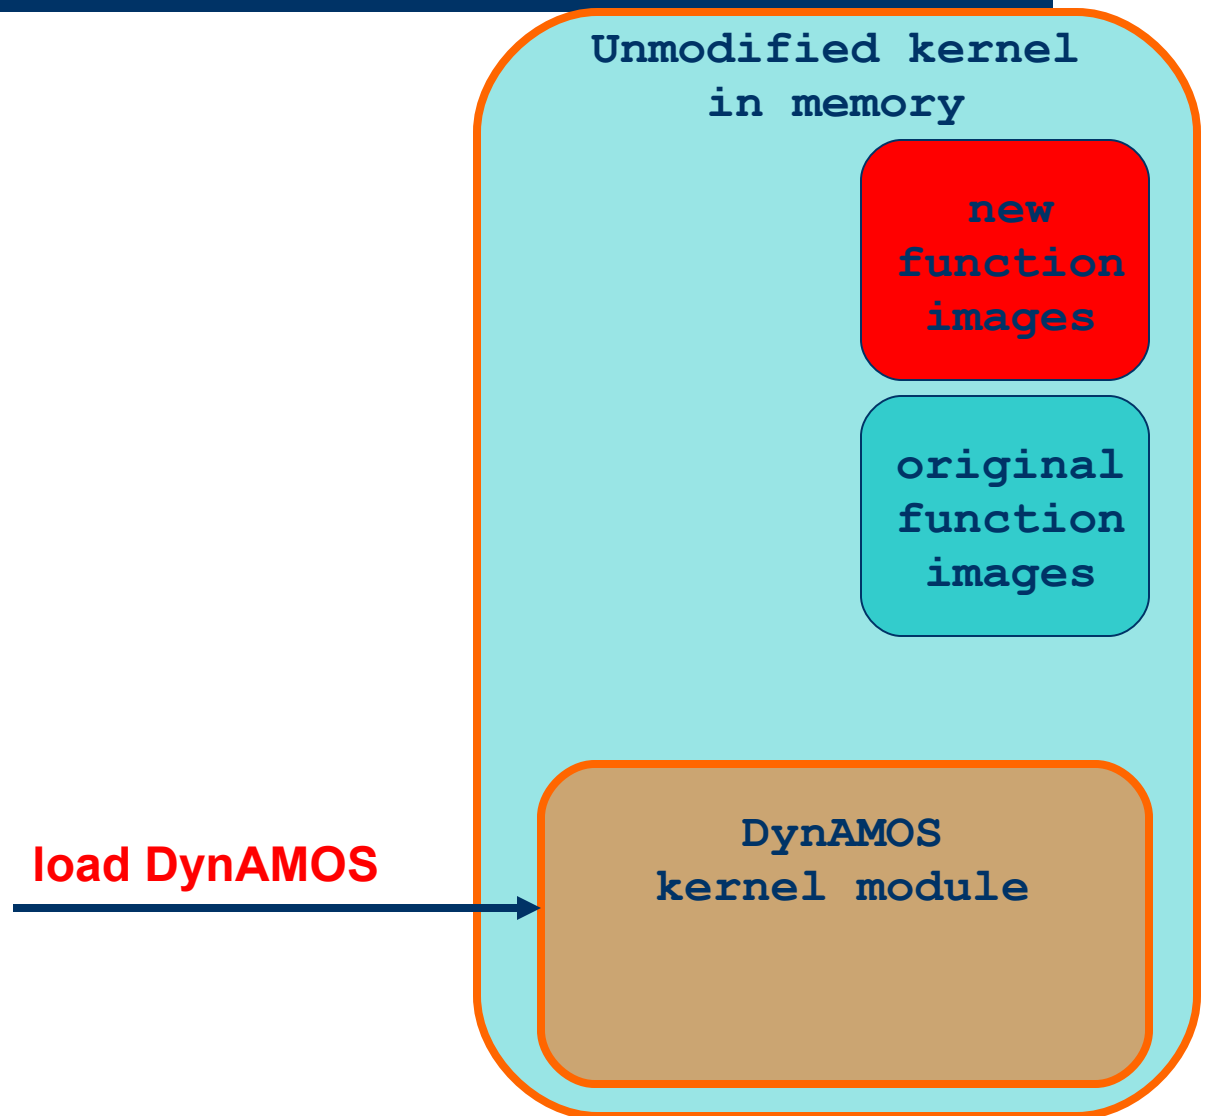 Unmodified kernel
in memory
new
function
images
original
function
images
DynAMOS
kernel module
load DynAMOS